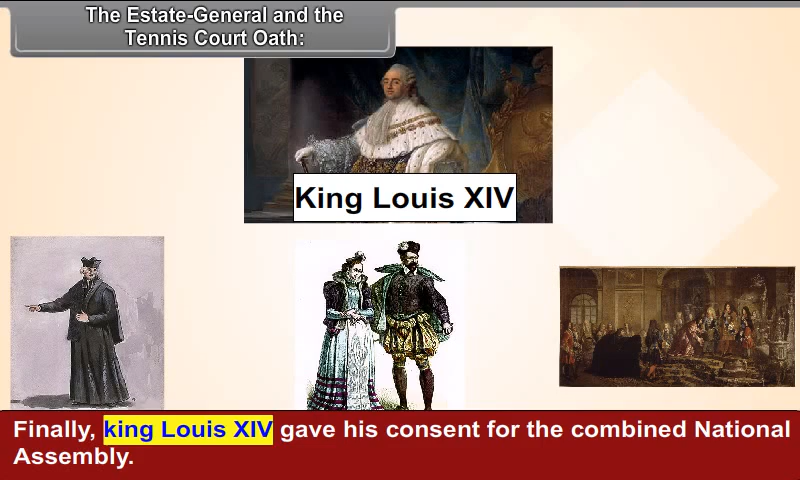 The Estate-General and the
Tennis Court Oath:
King Louis XIV
Finally, king Louis XIV gave his consent for the combined National
Assembly.